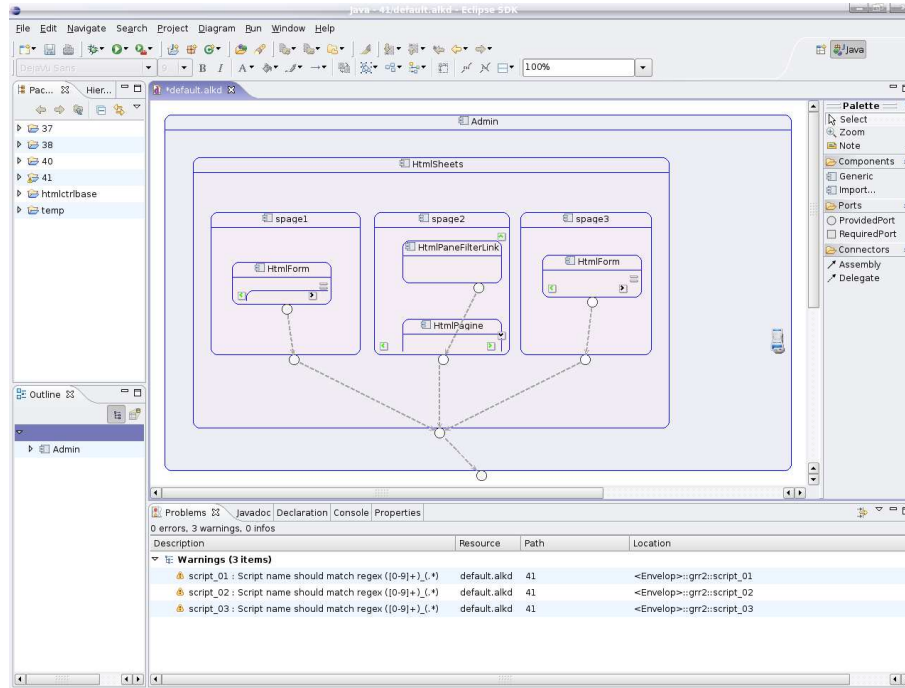 Java - 41/default.alkd - Eclipse SDK
File Edit Navigate Search Project Diagram Run Window Help
Java
DejaVu Sans 9 B I A 100%
Pac... Hier...
*default.alkd
37
38
40
41
htmlctrlbase
temp
Admin
HtmlSheets
spage1
spage2
spage3
HtmlForm
HtmlPaneFilterLink
HtmlForm
HtmlPagine
Palette
Select
Zoom
Note
Components
Generic
Import...
Ports
ProvidedPort
RequiredPort
Connectors
Assembly
Delegate
Outline
Admin
Problems Javadoc Declaration Console Properties
0 errors, 3 warnings, 0 infos
Description Resource Path Location
Warnings (3 items)
script_01 : Script name should match regex ([0-9]+)_(.*) default.alkd 41 <Envelop>::grr2::script_01
script_02 : Script name should match regex ([0-9]+)_(.*) default.alkd 41 <Envelop>::grr2::script_02
script_03 : Script name should match regex ([0-9]+)_(.*) default.alkd 41 <Envelop>::grr2::script_03